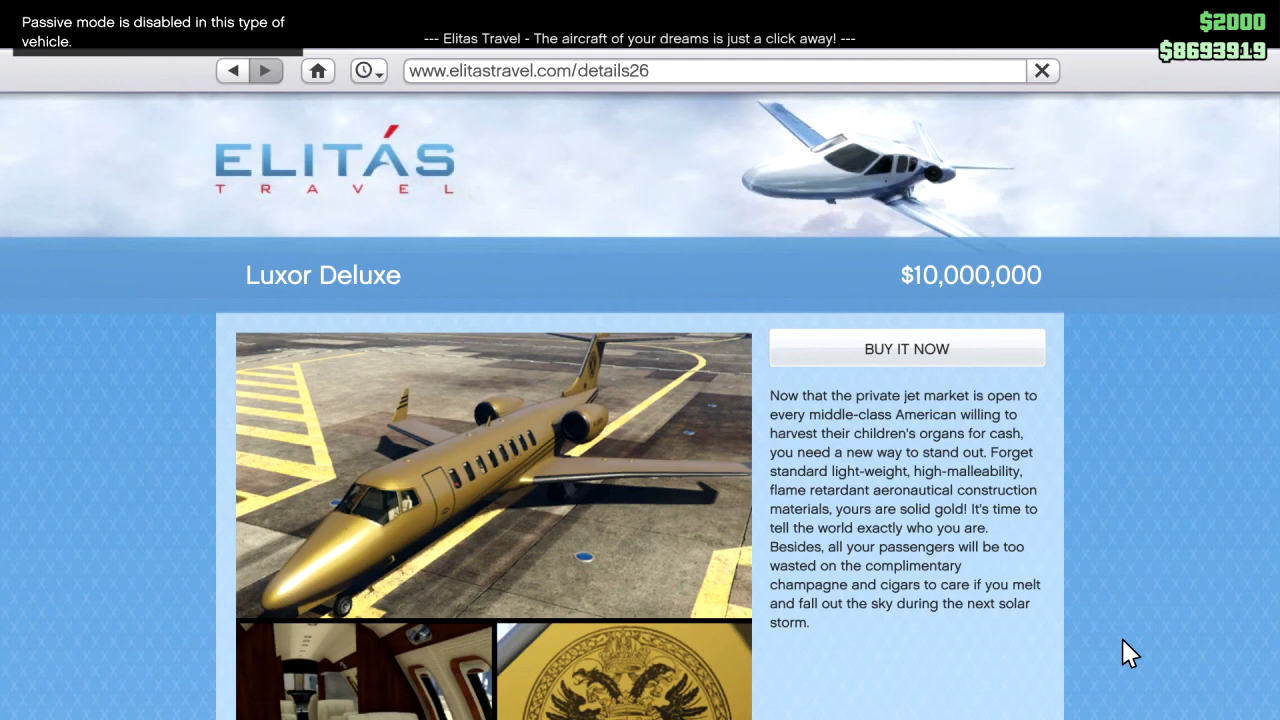 Passive mode is disabled in this type of
vehicle.
--- Elitas Travel - The aircraft of your dreams is just a click away! ---
$2000
$8693919
www.elitastravel.com/details26
ELITÁS
TRAVEL
Luxor Deluxe
$10,000,000
BUY IT NOW
Now that the private jet market is open to
every middle-class American willing to
harvest their children's organs for cash,
you need a new way to stand out. Forget
standard light-weight, high-malleability,
flame retardant aeronautical construction
materials, yours are solid gold! It's time to
tell the world exactly who you are.
Besides, all your passengers will be too
wasted on the complimentary
champagne and cigars to care if you melt
and fall out the sky during the next solar
storm.